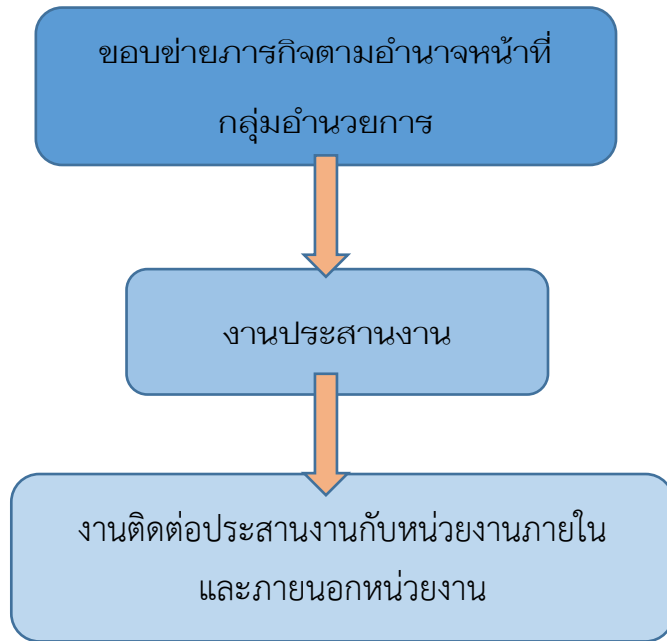 ขอบข่ายภารกิจตามอำนาจหน้าที่
กลุ่มอำนวยการ
งานประสานงาน
งานติดต่อประสานงานกับหน่วยงานภายใน
และภายนอกหน่วยงาน